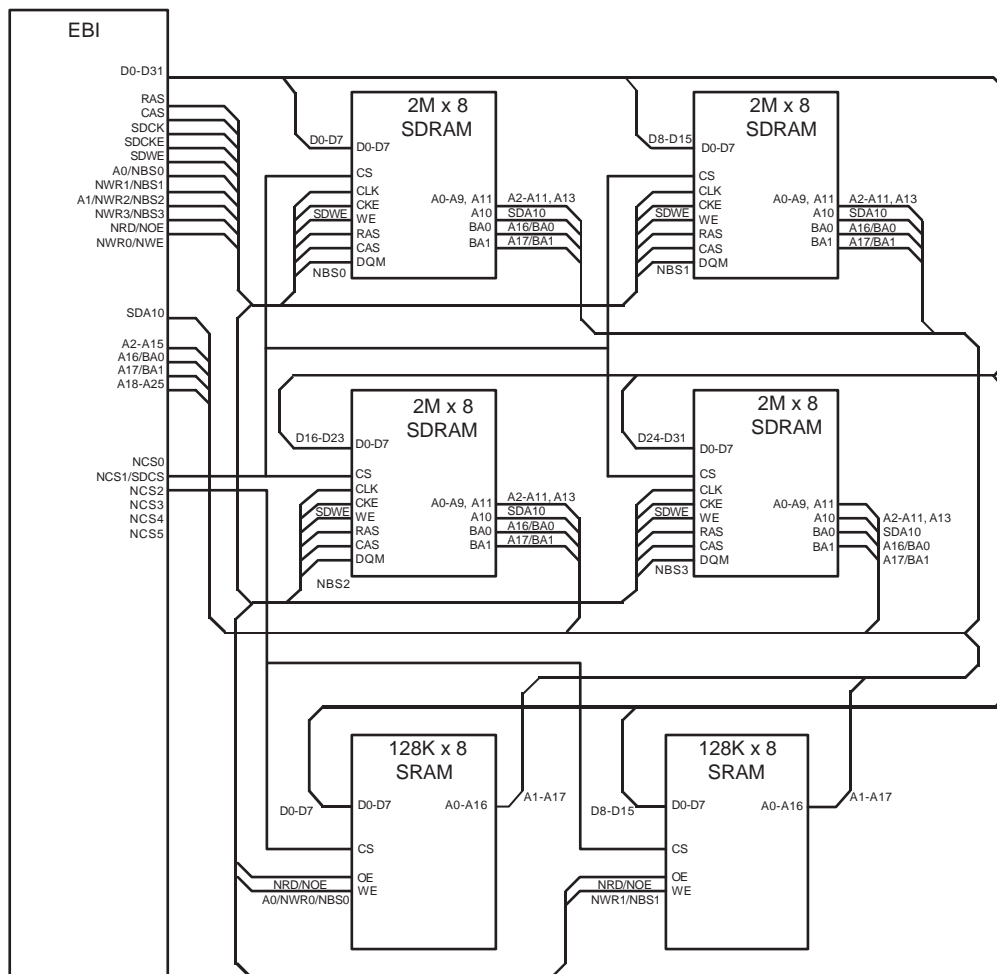 EBI
D0-D31
RAS
CAS
SDCK
SDCKE
SDWE
A0/NBS0
NWR1/NBS1
A1/NWR2/NBS2
NWR3/NBS3
NRD/NOE
NWR0/NWE
SDA10
A2-A15
A16/BA0
A17/BA1
A18-A25
NCS0
NCS1/SDCS
NCS2
NCS3
NCS4
NCS5
2M x 8
SDRAM
D0-D7
D0-D7
CS
CLK
CKE
SDWE
WE
RAS
CAS
DQM
NBS0
A0-A9, A11
A10
BA0
BA1
A2-A11, A13
SDA10
A16/BA0
A17/BA1
2M x 8
SDRAM
D8-D15
D0-D7
CS
CLK
CKE
SDWE
WE
RAS
CAS
DQM
NBS1
A0-A9, A11
A10
BA0
BA1
A2-A11, A13
SDA10
A16/BA0
A17/BA1
2M x 8
SDRAM
D16-D23
D0-D7
CS
CLK
CKE
SDWE
WE
RAS
CAS
DQM
NBS2
A0-A9, A11
A10
BA0
BA1
A2-A11, A13
SDA10
A16/BA0
A17/BA1
2M x 8
SDRAM
D24-D31
D0-D7
CS
CLK
CKE
SDWE
WE
RAS
CAS
DQM
NBS3
A0-A9, A11
A10
BA0
BA1
A2-A11, A13
SDA10
A16/BA0
A17/BA1
128K x 8
SRAM
D0-D7
D0-D7
A0-A16
A1-A17
CS
OE
NRD/NOE
WE
A0/NWR0/NBS0
128K x 8
SRAM
D8-D15
D0-D7
A0-A16
A1-A17
CS
OE
NRD/NOE
WE
NWR1/NBS1